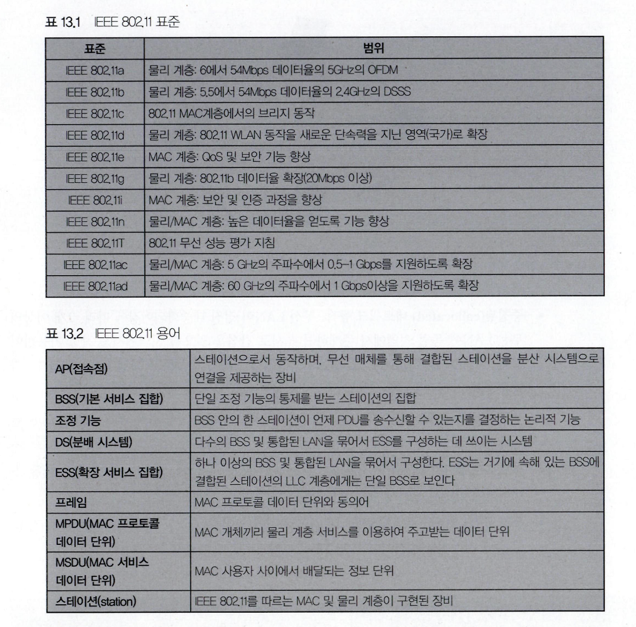 표 13.1 IEEE 802.11 표준
표준 범위
IEEE 802.11a 물리 계층: 6에서 54Mbps 데이터율의 5GHz의 OFDM
IEEE 802.11b 물리 계층: 5.5에서 54Mbps 데이터율의 2.4GHz의 DSSS
IEEE 802.11c 802.11 MAC계층에서의 브리지 동작
IEEE 802.11d 물리 계층: 802.11 WLAN 동작을 새로운 단속력을 지닌 영역(국가)로 확장
IEEE 802.11e MAC 계층: QoS 및 보안 기능 향상
IEEE 802.11g 물리 계층: 802.11b 데이터율 확장(20Mbps 이상)
IEEE 802.11i MAC 계층: 보안 및 인증 과정을 향상
IEEE 802.11n 물리/MAC 계층: 높은 데이터율을 얻도록 기능 향상
IEEE 802.11T 802.11 무선 성능 평가 지침
IEEE 802.11ac 물리/MAC 계층: 5 GHz의 주파수에서 0.5-1 Gbps를 지원하도록 확장
IEEE 802.11ad 물리/MAC 계층: 60 GHz의 주파수에서 1 Gbps이상을 지원하도록 확장
표 13.2 IEEE 802.11 용어
AP(접속점) 스테이션으로서 동작하며, 무선 매체를 통해 결합된 스테이션을 분산 시스템으로
연결을 제공하는 장비
BSS(기본 서비스 집합) 단일 조정 기능의 통제를 받는 스테이션의 집합
조정 기능 BSS 안의 한 스테이션이 언제 PDU를 송수신할 수 있는지를 결정하는 논리적 기능
DS(분배 시스템) 다수의 BSS 및 통합된 LAN을 묶어서 ESS를 구성하는 데 쓰이는 시스템
ESS(확장 서비스 집합) 하나 이상의 BSS 및 통합된 LAN을 묶어서 구성한다. ESS는 거기에 속해 있는 BSS에
결합된 스테이션의 LLC 계층에게는 단일 BSS로 보인다
프레임 MAC 프로토콜 데이터 단위와 동의어
MPDU(MAC 프로토콜
데이터 단위) MAC 개체끼리 물리 계층 서비스를 이용하여 주고받는 데이터 단위
MSDU(MAC 서비스
데이터 단위) MAC 사용자 사이에서 배달되는 정보 단위
스테이션(station) IEEE 802.11를 따르는 MAC 및 물리 계층이 구현된 장비